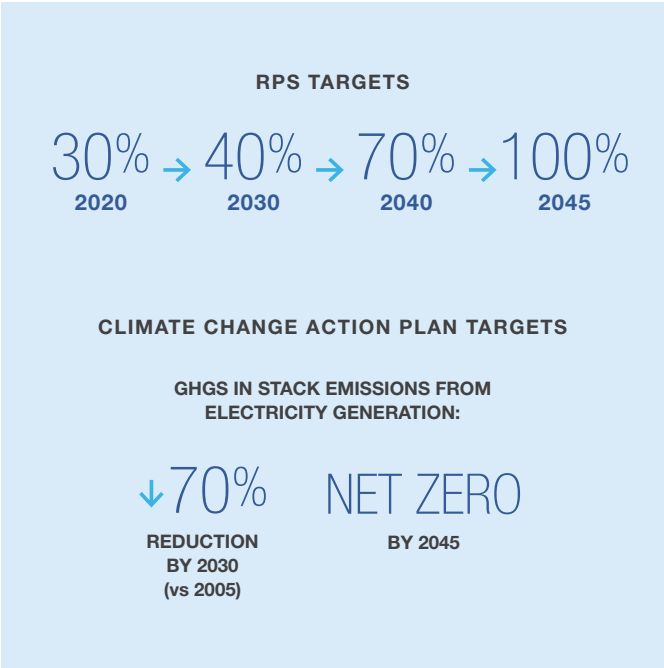 RPS TARGETS
30% → 40% → 70% → 100%
2020 2030 2040 2045
CLIMATE CHANGE ACTION PLAN TARGETS
GHGS IN STACK EMISSIONS FROM
ELECTRICITY GENERATION:
↓70% NET ZERO
REDUCTION BY 2045
BY 2030
(vs 2005)